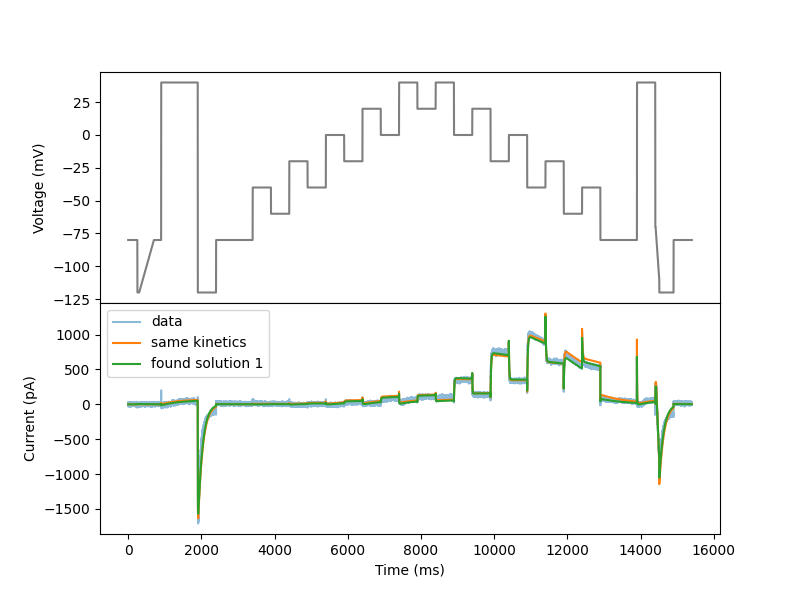 25
0
−25
−50
−75
−100
−125
Voltage (mV)
data
same kinetics
found solution 1
1000
500
0
−500
−1000
−1500
Current (pA)
0 2000 4000 6000 8000 10000 12000 14000 16000
Time (ms)